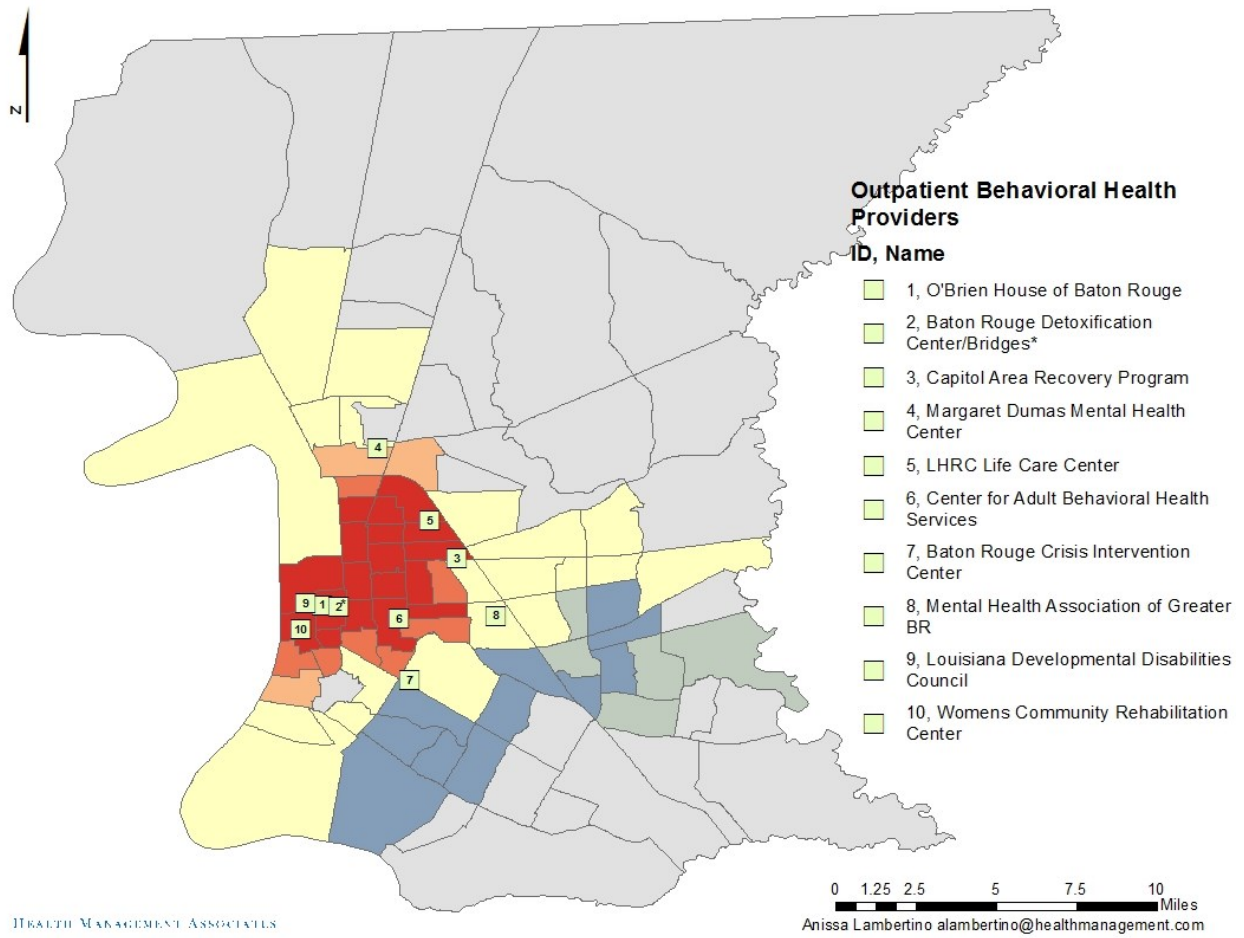 N
Outpatient Behavioral Health
Providers
ID, Name
1, O'Brien House of Baton Rouge
2, Baton Rouge Detoxification
Center/Bridges*
3, Capitol Area Recovery Program
4, Margaret Dumas Mental Health
Center
5, LHRC Life Care Center
6, Center for Adult Behavioral Health
Services
7, Baton Rouge Crisis Intervention
Center
8, Mental Health Association of Greater
BR
9, Louisiana Developmental Disabilities
Council
10, Womens Community Rehabilitation
Center
4
5
3
9 1 2*
6
8
10
7
0 1.25 2.5 5 7.5 10
Miles
Anissa Lambertino alambertino@healthmanagement.com
HEALTH MANAGEMENT ASSOCIATES